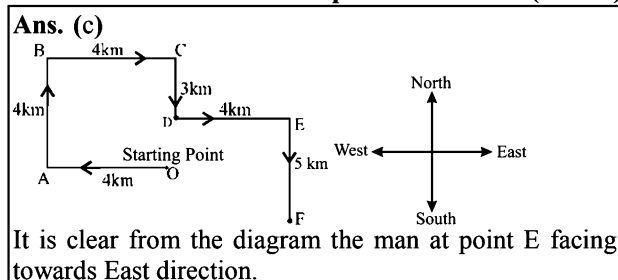 Ans. (c)
B 4km C
3km
4km
D 4km E
Starting Point
A 4km O
5 km
F
North
West East
South
It is clear from the diagram the man at point E facing
towards East direction.